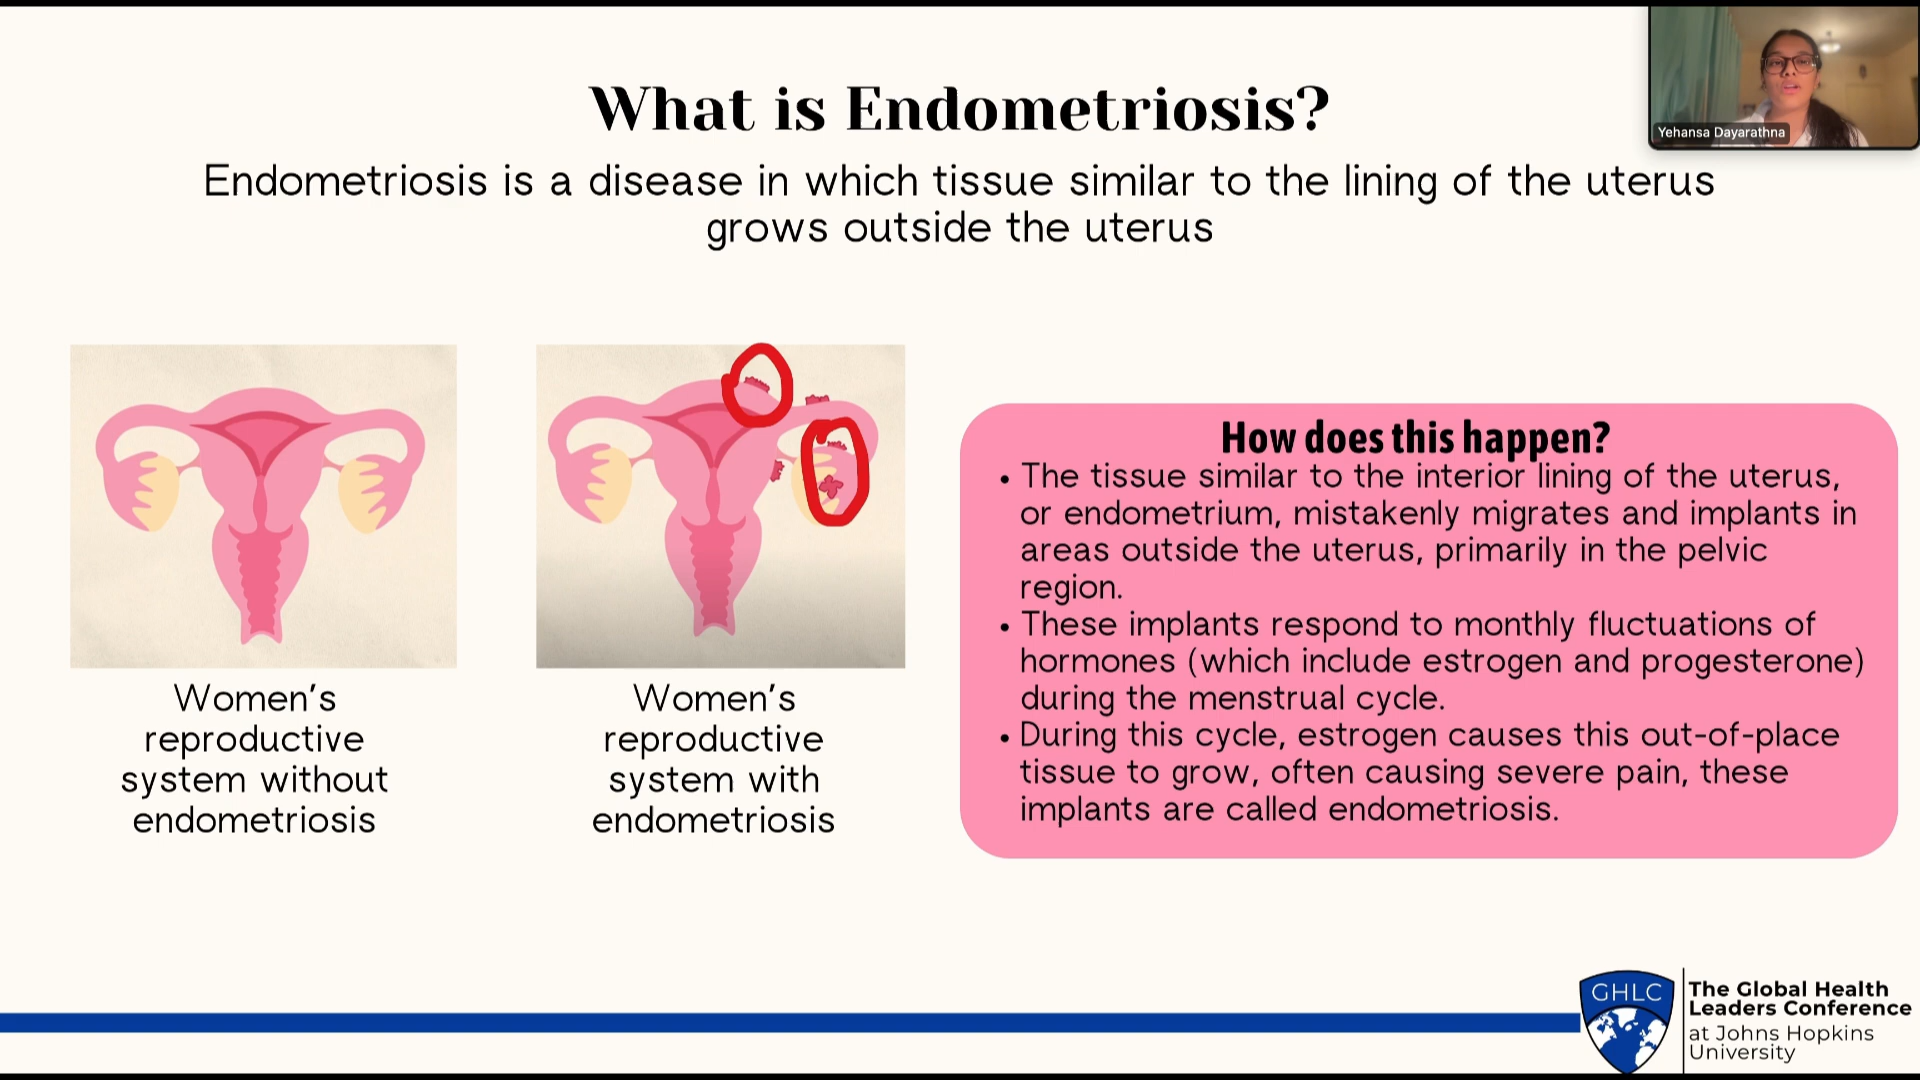 What is Endometriosis?
Endometriosis is a disease in which tissue similar to the lining of the uterus
grows outside the uterus
Yehansa Dayarathna
Women's
reproductive
system without
endometriosis
Women's
reproductive
system with
endometriosis
How does this happen?
• The tissue similar to the interior lining of the uterus,
or endometrium, mistakenly migrates and implants in
areas outside the uterus, primarily in the pelvic
region.
• These implants respond to monthly fluctuations of
hormones (which include estrogen and progesterone)
during the menstrual cycle.
• During this cycle, estrogen causes this out-of-place
tissue to grow, often causing severe pain, these
implants are called endometriosis.
GHLC
The Global Health
Leaders Conference
at Johns Hopkins
University